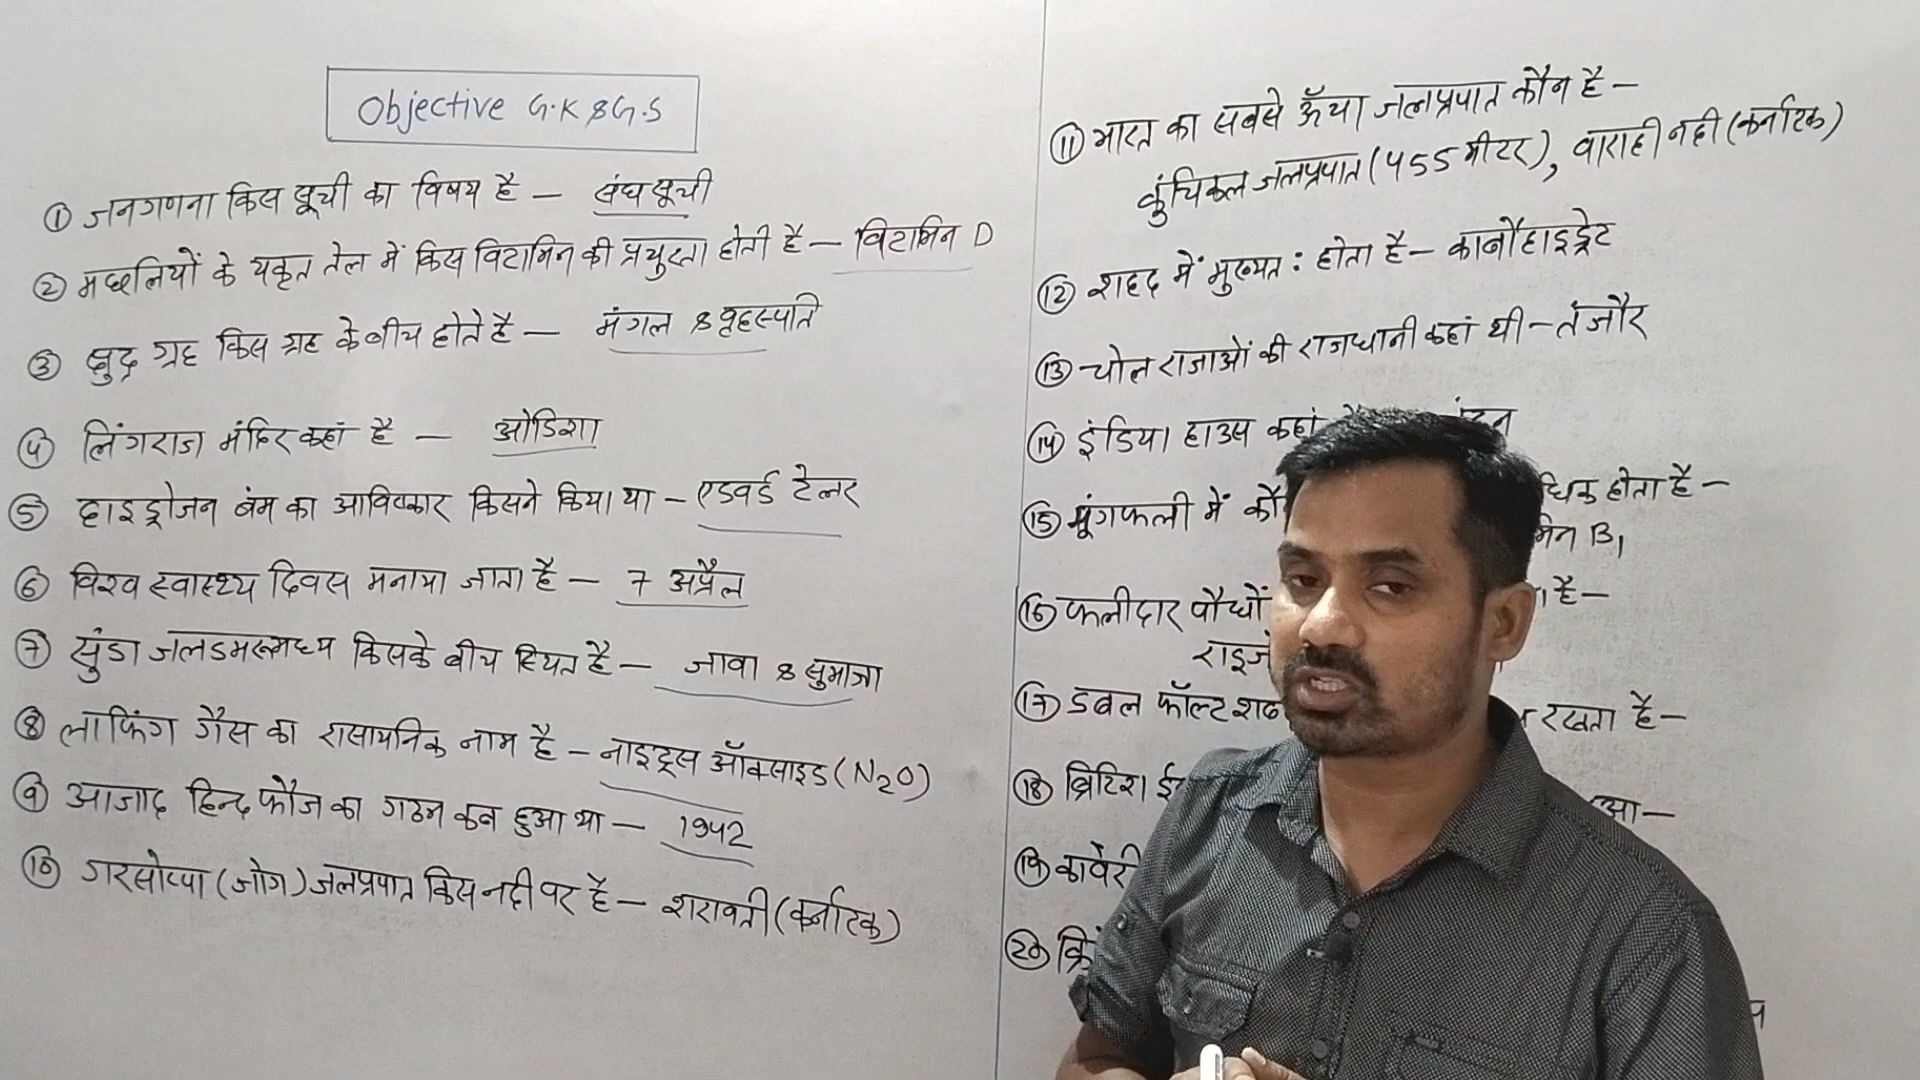 Objective G.K & G.S
① जनगणना किस सूची का विषय है – संघ सूची
② मछलियों के यकृत तेल में किस विटामिन की प्रचुरता होती है – विटामिन D
③ क्षुद्र ग्रह किस ग्रह के बीच होते है – मंगल & वृहस्पति
④ लिंगराज मंदिर कहां है – ओडिशा
⑤ हाइड्रोजन बंम का आविष्कार किसने किया था – एडवर्ड टेलर
⑥ विश्व स्वास्थ्य दिवस मनाया जाता है – 7 अप्रैल
⑦ सुंडा जलडमरूमध्य किसके बीच स्थित है – जावा & सुमात्रा
⑧ लाफिंग गैस का रासायनिक नाम है – नाइट्रस ऑक्साइड (N₂O)
⑨ आजाद हिन्द फौज का गठन कब हुआ था – 1942
⑩ गरसोप्पा (जोग) जलप्रपात किस नदी पर है – शरावती (कर्नाटक)
⑪ भारत का सबसे ऊँचा जलप्रपात कौन है –
कुंचिकल जलप्रपात (455 मीटर), वाराही नदी (कर्नाटक)
⑫ शहद में मुख्यत: होता है – कार्बोहाइड्रेट
⑬ चोल राजाओं की राजधानी कहां थी – तंजौर
⑭ इंडिया हाउस कहां
⑮ मूंगफली में होता है –
B₁
⑯ फलीदार पौधों है –
⑰ डबल फॉल्ट रखता है –
⑱ ब्रिटिश
⑲ कावेरी
⑳